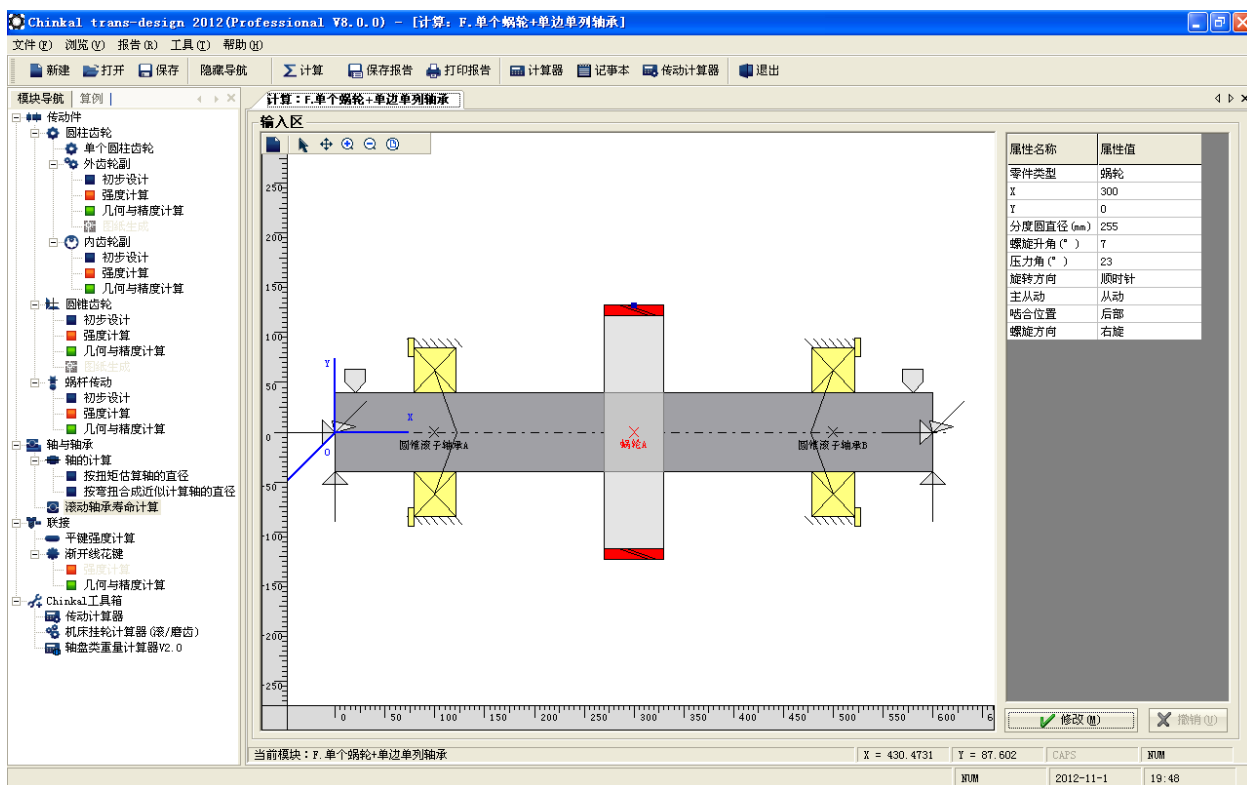 Chinkal trans-design 2012(Professional V8.0.0) - [计算：F.单个蜗轮+单边单列轴承]
文件(F) 浏览(V) 报告(R) 工具(T) 帮助(H)
新建 打开 保存 隐藏导航 计算 保存报告 打印报告 计算器 记事本 传动计算器 退出
模块导航 算例
计算：F.单个蜗轮+单边单列轴承
传动件
圆柱齿轮
单个圆柱齿轮
外齿轮副
初步设计
强度计算
几何与精度计算
图纸生成
内齿轮副
初步设计
强度计算
几何与精度计算
圆锥齿轮
初步设计
强度计算
几何与精度计算
图纸生成
蜗杆传动
初步设计
强度计算
几何与精度计算
轴与轴承
轴的计算
按扭矩估算轴的直径
按弯扭合成近似计算轴的直径
滚动轴承寿命计算
联接
平键强度计算
渐开线花键
强度计算
几何与精度计算
Chinkal工具箱
传动计算器
机床挂轮计算器(滚/磨齿)
轴盘类重量计算器V2.0
输入区
250
200
150
100
50
0
-50
-100
-150
-200
-250
Y
X
O
圆锥滚子轴承A
蜗轮A
圆锥滚子轴承B
0 50 100 150 200 250 300 350 400 450 500 550 600 6
属性名称 属性值
零件类型 蜗轮
X 300
Y 0
分度圆直径(mm) 255
螺旋升角(°) 7
压力角(°) 23
旋转方向 顺时针
主从动 从动
啮合位置 后部
螺旋方向 右旋
修改(M) 撤销(U)
当前模块：F.单个蜗轮+单边单列轴承 X = 430.4731 Y = 87.602 CAPS NUM
NUM 2012-11-1 19:48